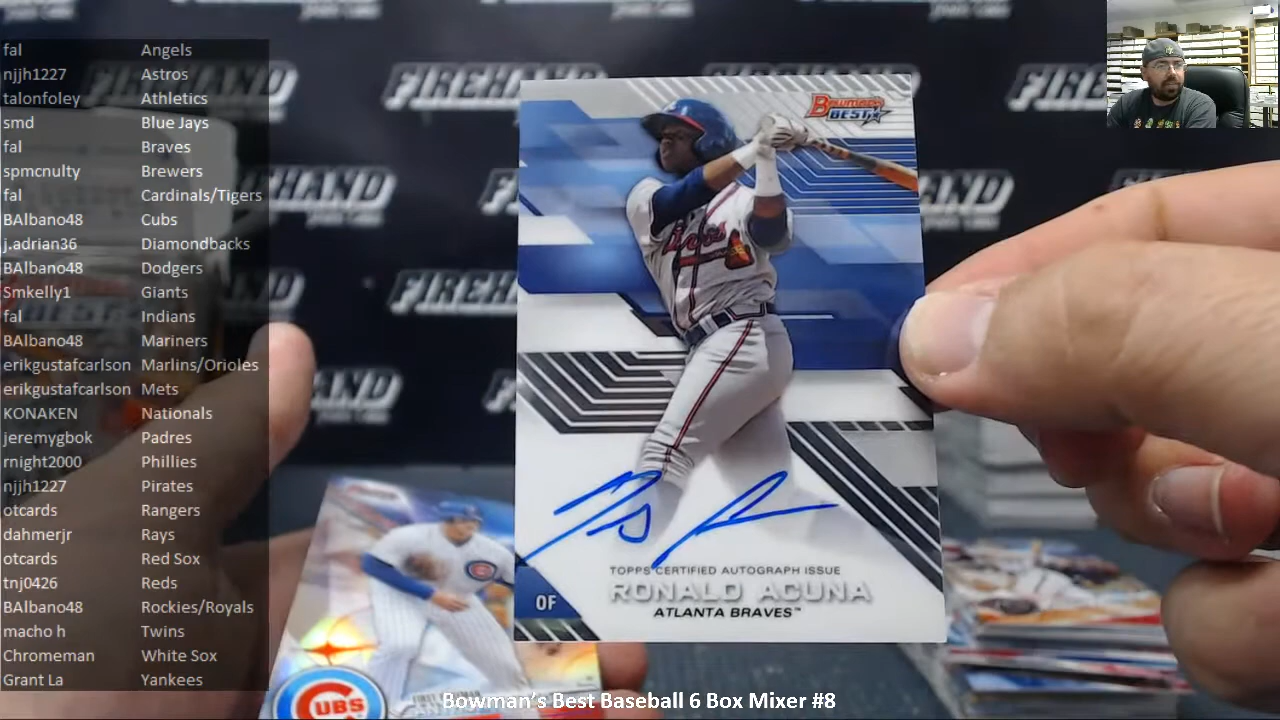 fal Angels
njjh1227 Astros
talonfoley Athletics
smd Blue Jays
fal Braves
spmcnulty Brewers
fal Cardinals/Tigers
BAlbano48 Cubs
j.adrian36 Diamondbacks
BAlbano48 Dodgers
Smkelly1 Giants
fal Indians
BAlbano48 Mariners
erikgustafcarlson Marlins/Orioles
erikgustafcarlson Mets
KONAKEN Nationals
jeremygbok Padres
rnight2000 Phillies
njjh1227 Pirates
otcards Rangers
dahmerjr Rays
otcards Red Sox
tnj0426 Reds
BAlbano48 Rockies/Royals
macho h Twins
Chromeman White Sox
Grant La Yankees
FIREHAND
FIREHAND
Bowman's
BEST
Braves
TOPPS CERTIFIED AUTOGRAPH ISSUE
RONALD ACUNA
OF
ATLANTA BRAVES™
CUBS
Bowman's Best Baseball 6 Box Mixer #8